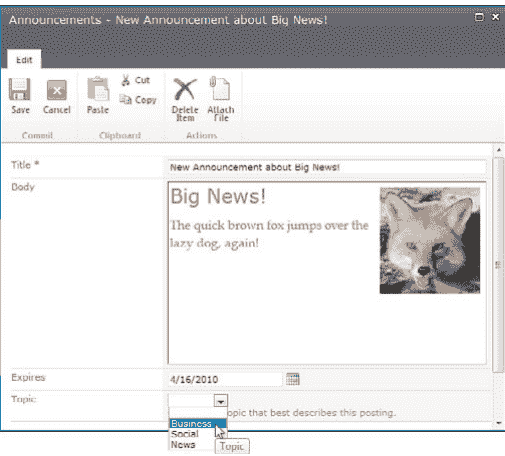 Announcements - New Announcement about Big News!
Edit
Save
Cancel
Paste
Cut
Copy
Delete Item
Attach File
Commit
Clipboard
Actions
Title *
New Announcement about Big News!
Body
Big News!
The quick brown fox jumps over the
lazy dog, again!
Expires
4/16/2010
Topic
opic that best describes this posting.
Business
Social
News
Topic